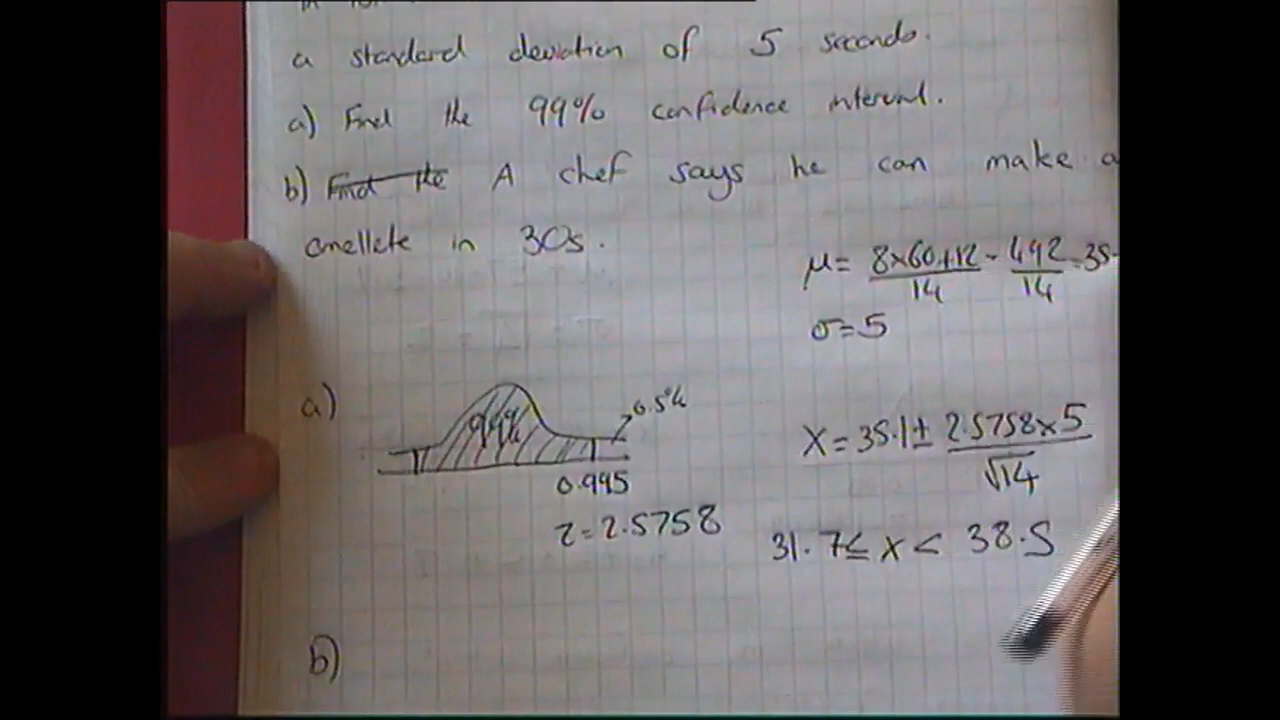 a standard deviation of 5 seconds.
a) Find the 99% confidence interval.
b) Find the A chef says he can make a
omellete in 30s.
μ = 8×60+12 = 492 = 35.
14 14
σ = 5
a)
99%
0.5%
0.995
z = 2.5758
X = 35.1 ± 2.5758×5
√14
31.7 ≤ x < 38.5
b)